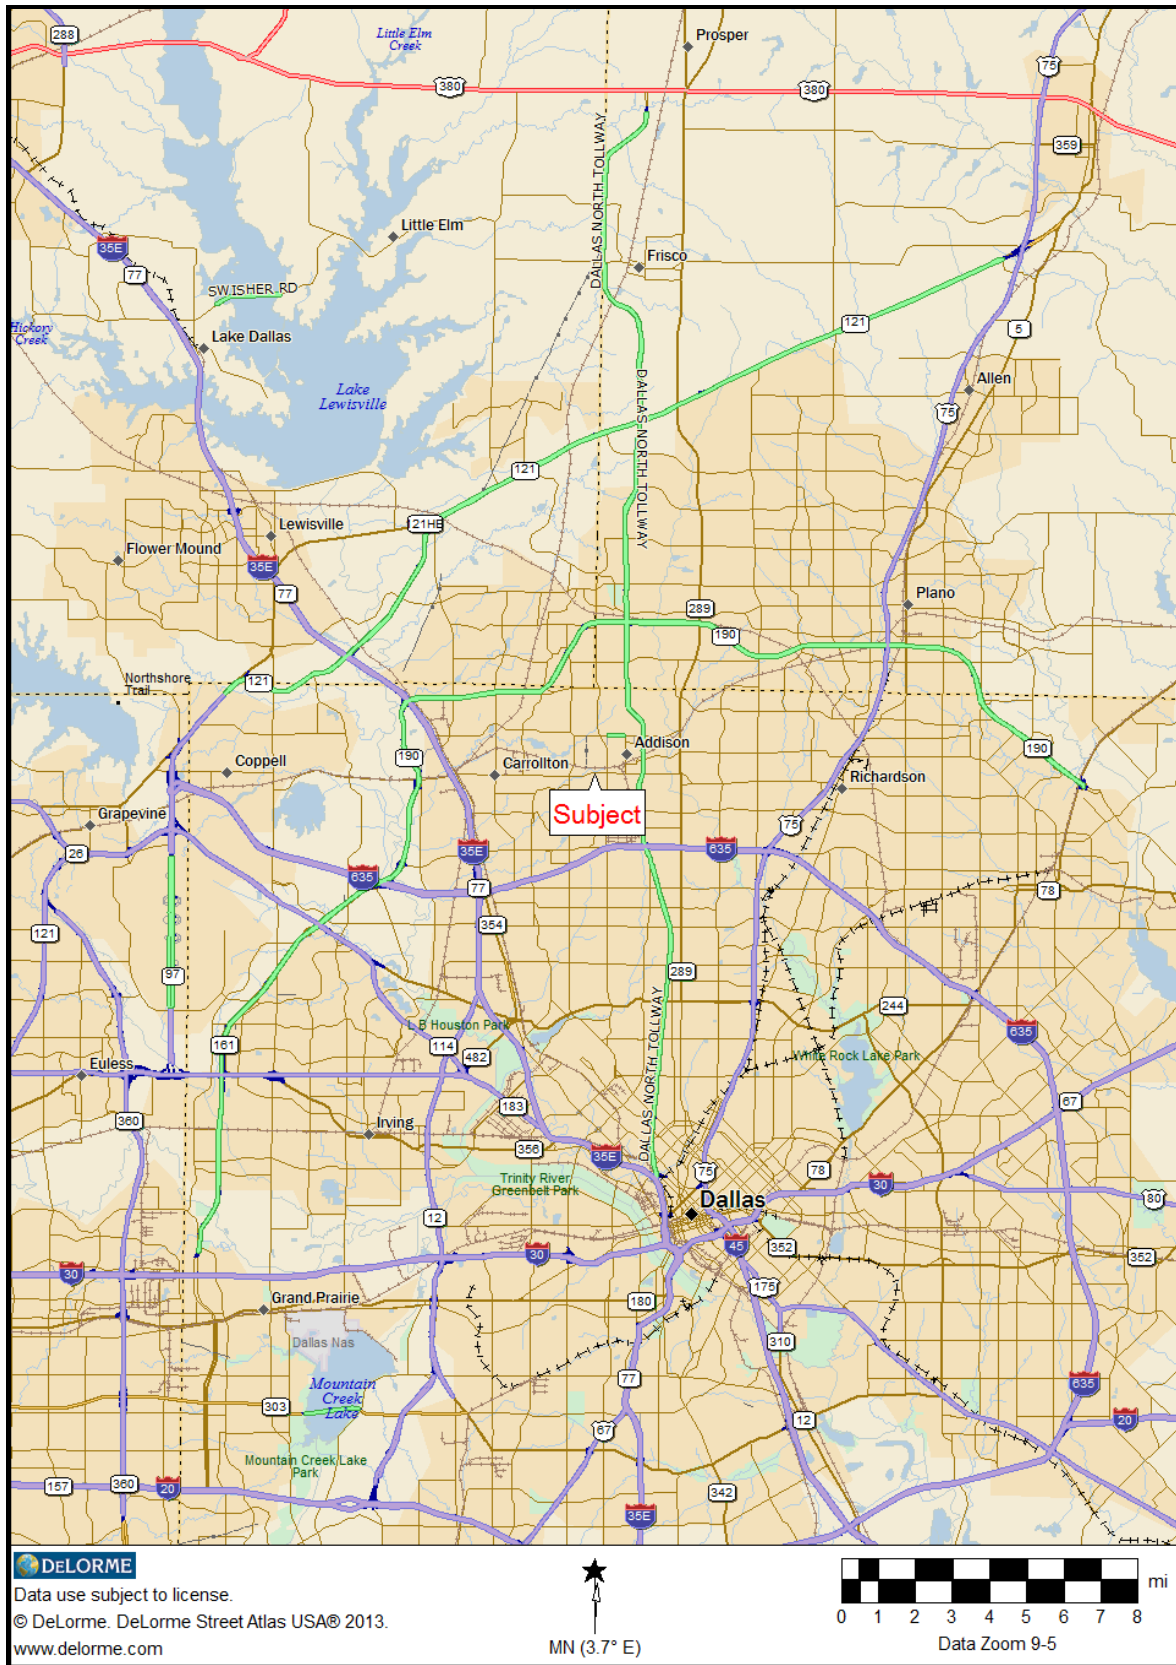 288
Little Elm
Creek
Prosper
75
380
380
359
DALLAS NORTH TOLLWAY
Little Elm
35E
77
Frisco
SWISHER RD
Hickory
Creek
Lake Dallas
121
5
Lake
Lewisville
DALLAS NORTH TOLLWAY
Allen
75
121
121HB
Lewisville
Flower Mound
35E
77
Plano
289
190
Northshore
Trail
121
190
Coppell
190
Carrollton
Addison
Richardson
Subject
Grapevine
75
26
35E
635
635
77
78
354
121
97
289
244
L B Houston Park
DALLAS NORTH TOLLWAY
635
161
114
482
White Rock Lake Park
Euless
183
67
360
Irving
356
35E
75
78
Trinity River
Greenbelt Park
30
80
Dallas
12
45
352
352
30
30
175
Grand Prairie
180
310
Dallas Nas
77
635
Mountain
Creek
Lake
303
12
20
67
Mountain Creek Lake
Park
157
360
20
342
35E
DELORME
Data use subject to license.
© DeLorme. DeLorme Street Atlas USA® 2013.
www.delorme.com
MN (3.7° E)
mi
0 1 2 3 4 5 6 7 8
Data Zoom 9-5